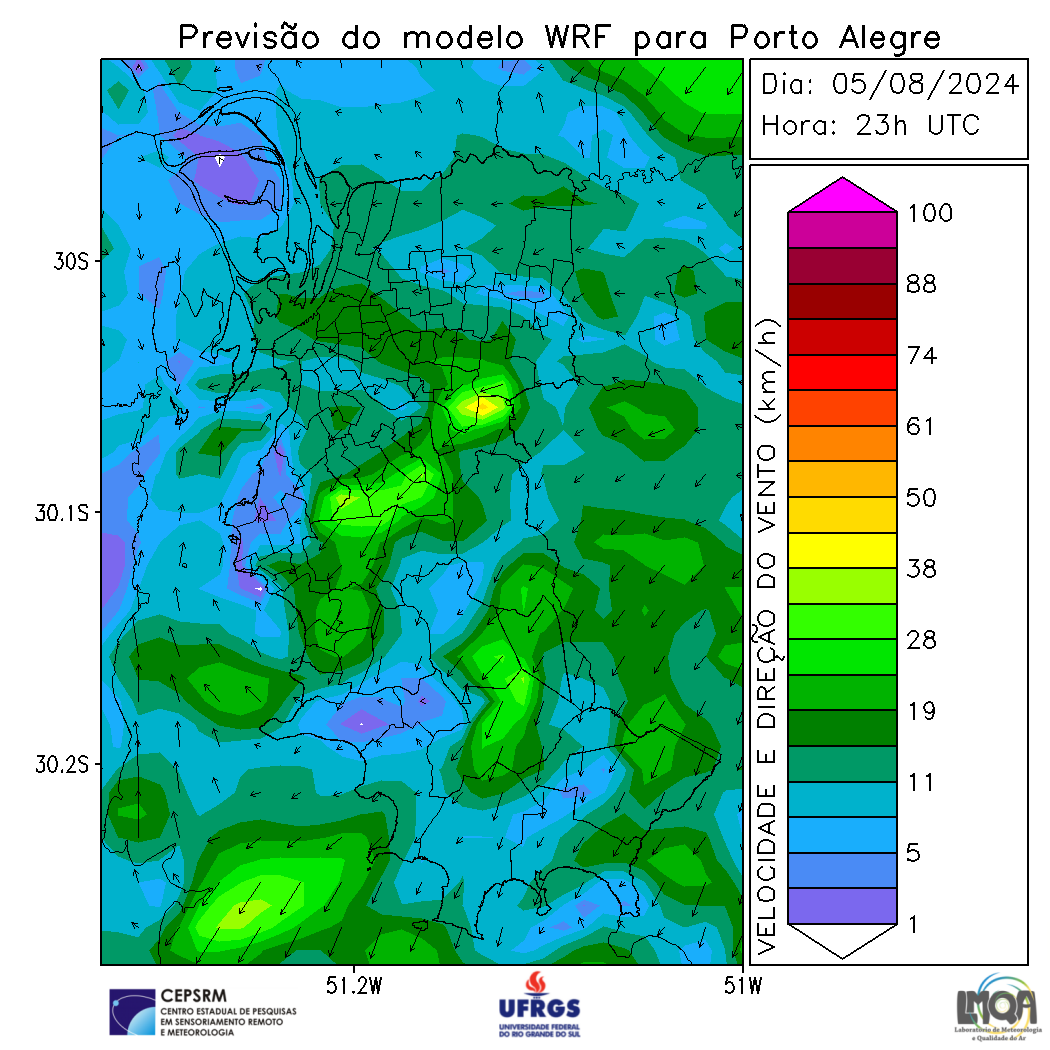 Previsão do modelo WRF para Porto Alegre
Dia: 05/08/2024
Hora: 23h UTC
30S
30.1S
30.2S
51.2W
51W
VELOCIDADE E DIREÇÃO DO VENTO (km/h)
100
88
74
61
50
38
28
19
11
5
1
CEPSRM
CENTRO ESTADUAL DE PESQUISAS
EM SENSORIAMENTO REMOTO
E METEOROLOGIA
UFRGS
UNIVERSIDADE FEDERAL
DO RIO GRANDE DO SUL
LMQA
Laboratório de Meteorologia
e Qualidade do Ar